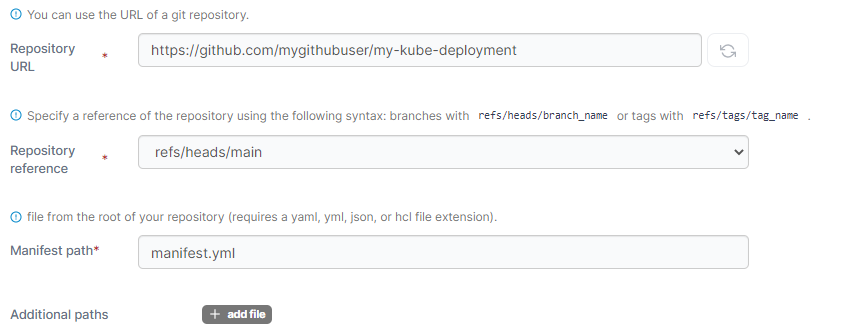 You can use the URL of a git repository.
Repository URL * https://github.com/mygithubuser/my-kube-deployment
Specify a reference of the repository using the following syntax: branches with refs/heads/branch_name or tags with refs/tags/tag_name .
Repository reference * refs/heads/main
file from the root of your repository (requires a yaml, yml, json, or hcl file extension).
Manifest path* manifest.yml
Additional paths + add file